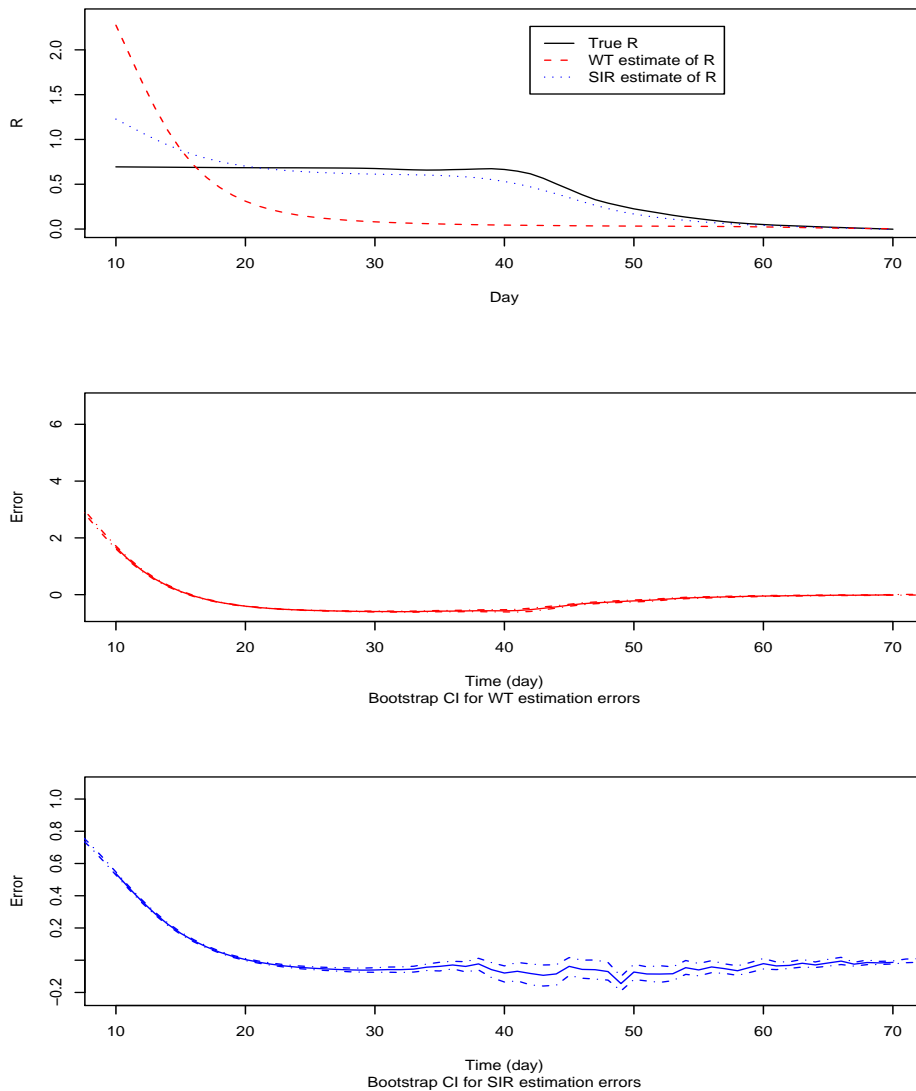 2.0
1.5
1.0
0.5
0.0
R
True R
WT estimate of R
SIR estimate of R
10 20 30 40 50 60 70
Day
6
4
2
0
Error
10 20 30 40 50 60 70
Time (day)
Bootstrap CI for WT estimation errors
1.0
0.8
0.6
0.4
0.2
−0.2
Error
10 20 30 40 50 60 70
Time (day)
Bootstrap CI for SIR estimation errors